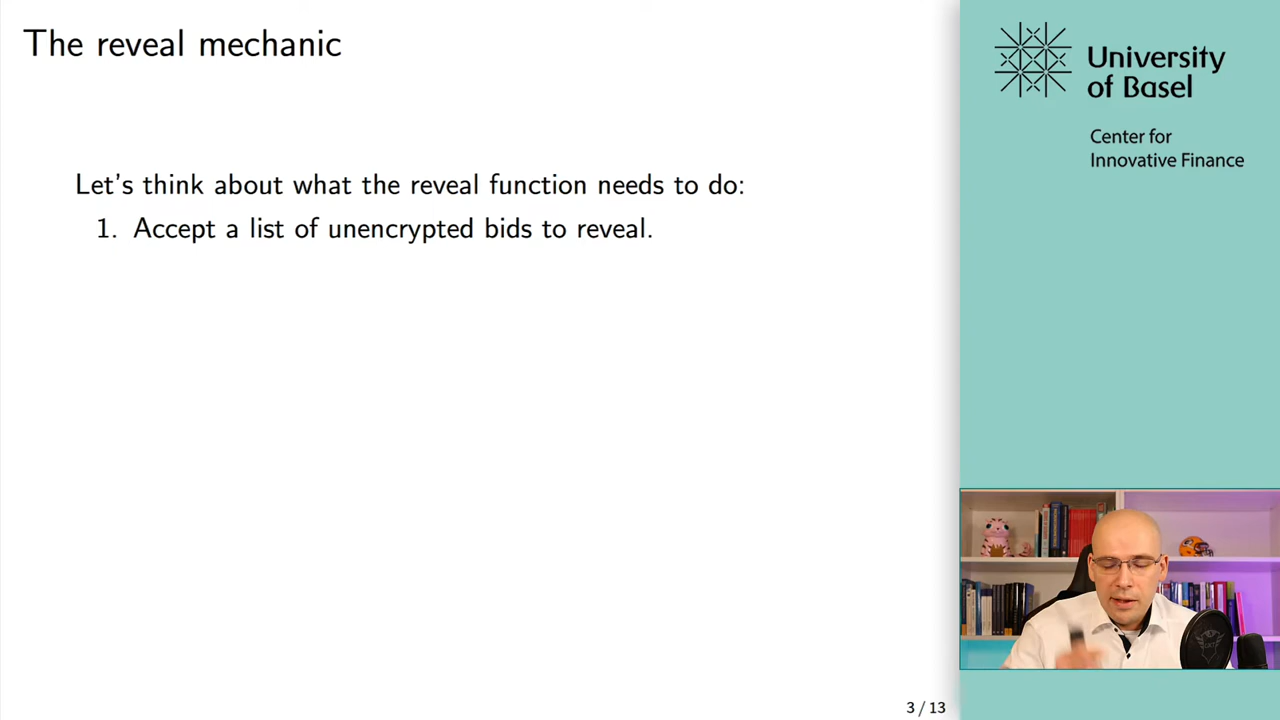 The reveal mechanic
Let's think about what the reveal function needs to do:
1. Accept a list of unencrypted bids to reveal.
3 / 13
University
of Basel
Center for
Innovative Finance